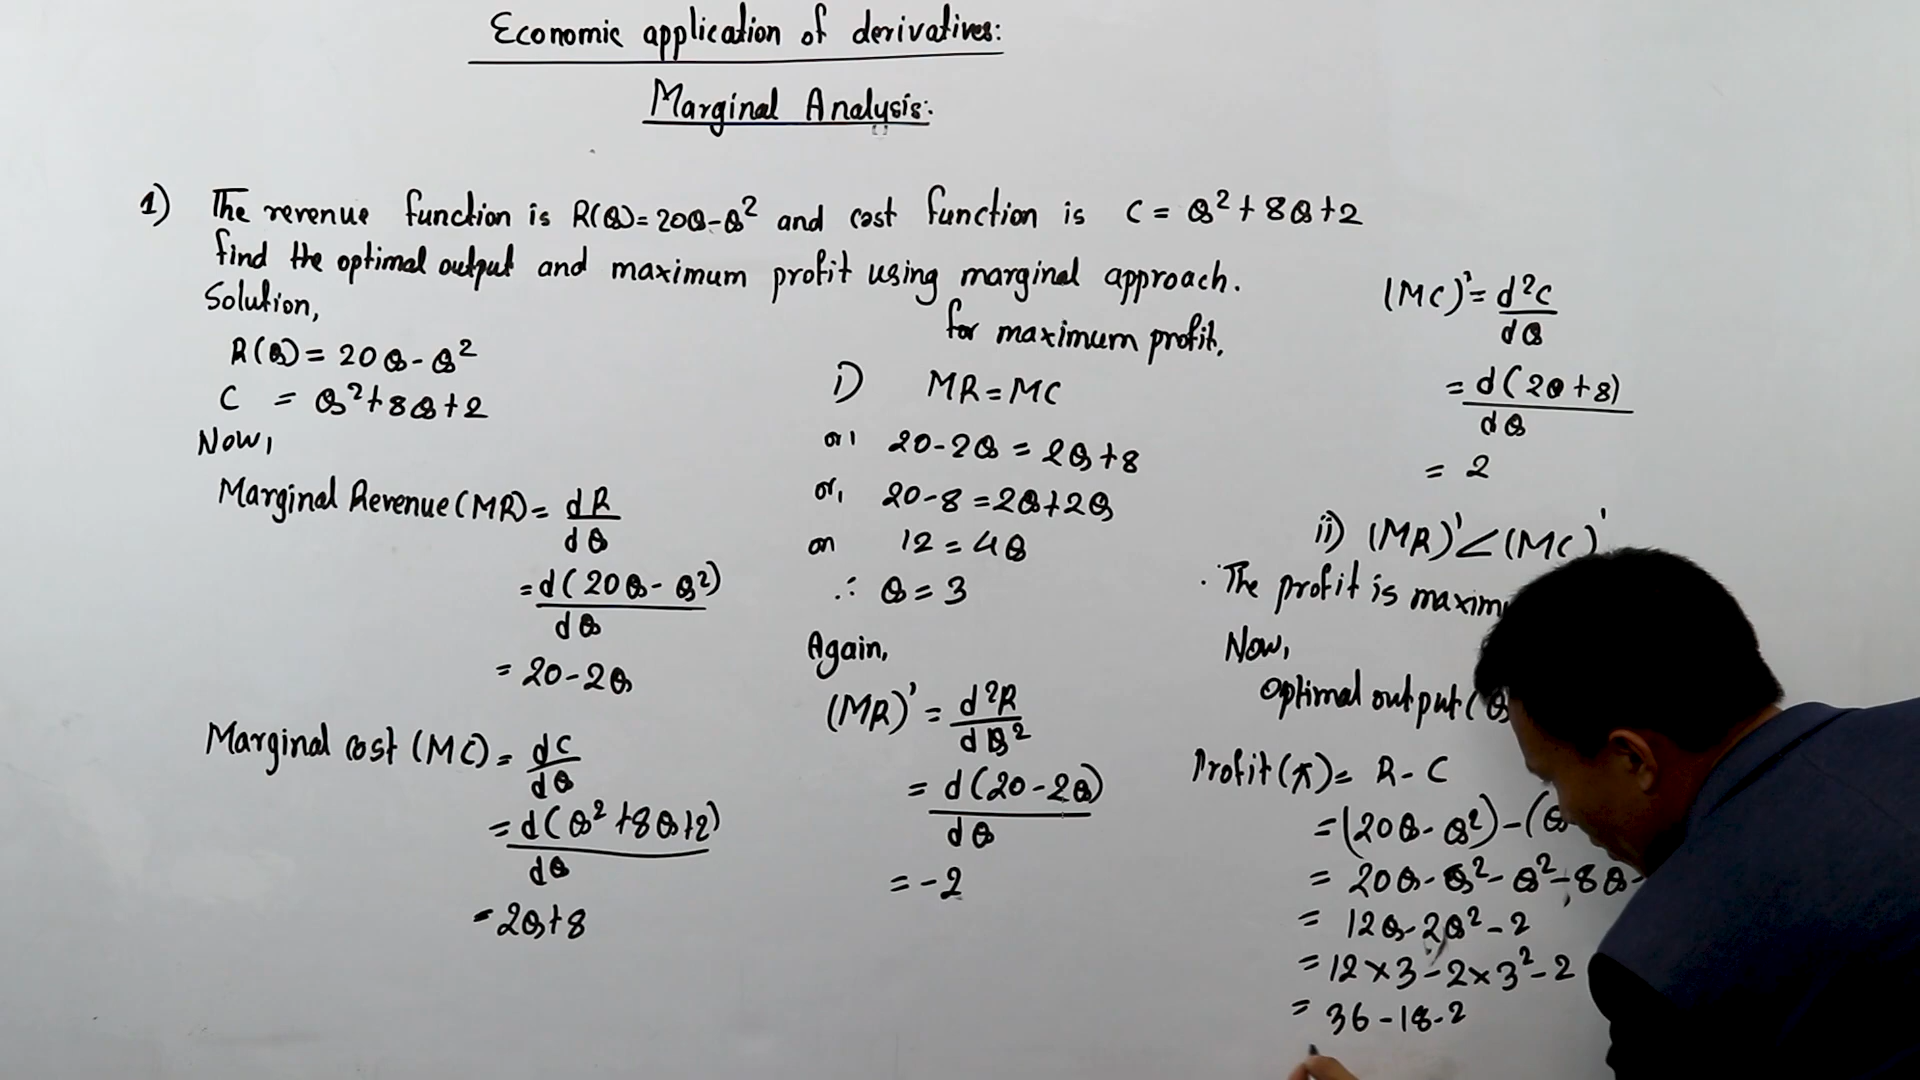 Economic application of derivatives:
Marginal Analysis:
1) The revenue function is R(Q)=20Q-Q² and cost function is C = Q²+8Q+2
find the optimal output and maximum profit using marginal approach.
Solution,
R(Q) = 20Q-Q²
C = Q²+8Q+2
Now,
Marginal Revenue (MR) = dR
dQ
= d(20Q-Q²)
dQ
= 20-2Q
Marginal cost (MC) = dC
dQ
= d(Q²+8Q+2)
dQ
= 2Q+8
for maximum profit,
i) MR=MC
or, 20-2Q = 2Q+8
or, 20-8=2Q+2Q
or 12=4Q
∴ Q=3
Again,
(MR)' = d²R
dQ²
= d(20-2Q)
dQ
= -2
(MC)' = d²C
dQ
= d(2Q+8)
dQ
= 2
ii) (MR)'<(MC)'
The profit is
Now,
Optimal output (Q
Profit(π)= R-C
=(20Q-Q²)-(Q
= 20Q-Q²-Q²-8Q-
= 12Q-2Q²-2
=12×3-2×3²-2
= 36-18-2